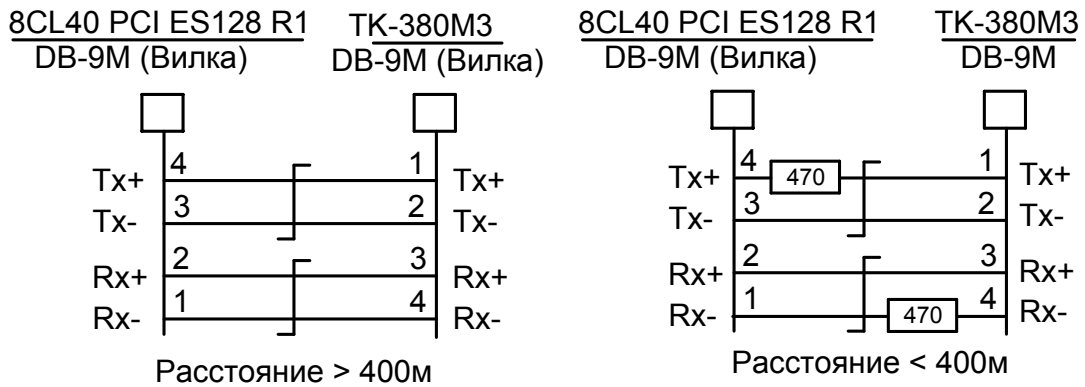 8CL40 PCI ES128 R1
DB-9M (Вилка)
TK-380M3
DB-9M (Вилка)
Tx+ 4 1 Tx+
Tx- 3 2 Tx-
Rx+ 2 3 Rx+
Rx- 1 4 Rx-
Расстояние > 400м
8CL40 PCI ES128 R1
DB-9M (Вилка)
TK-380M3
DB-9M
Tx+ 4 470 1 Tx+
Tx- 3 2 Tx-
Rx+ 2 3 Rx+
Rx- 1 470 4 Rx-
Расстояние < 400м